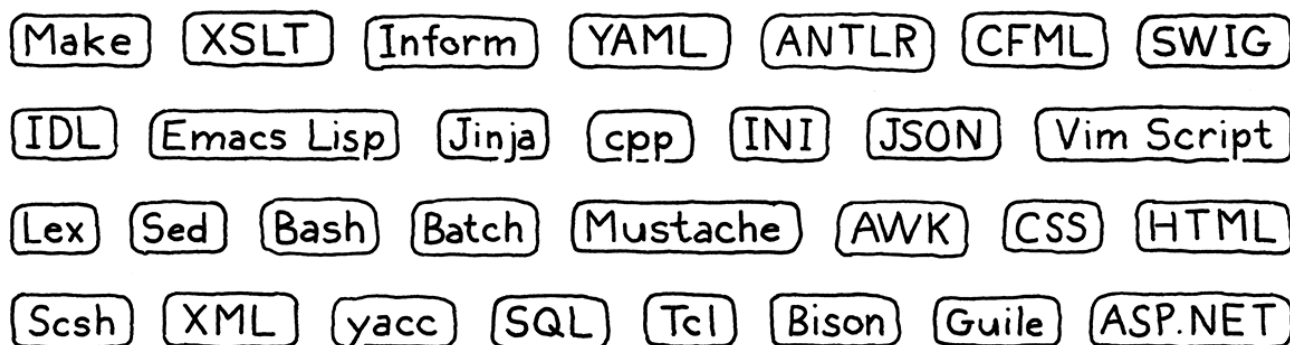 Make XSLT Inform YAML ANTLR CFML SWIG
IDL Emacs Lisp Jinja cpp INI JSON Vim Script
Lex Sed Bash Batch Mustache AWK CSS HTML
Scsh XML yacc SQL Tcl Bison Guile ASP.NET